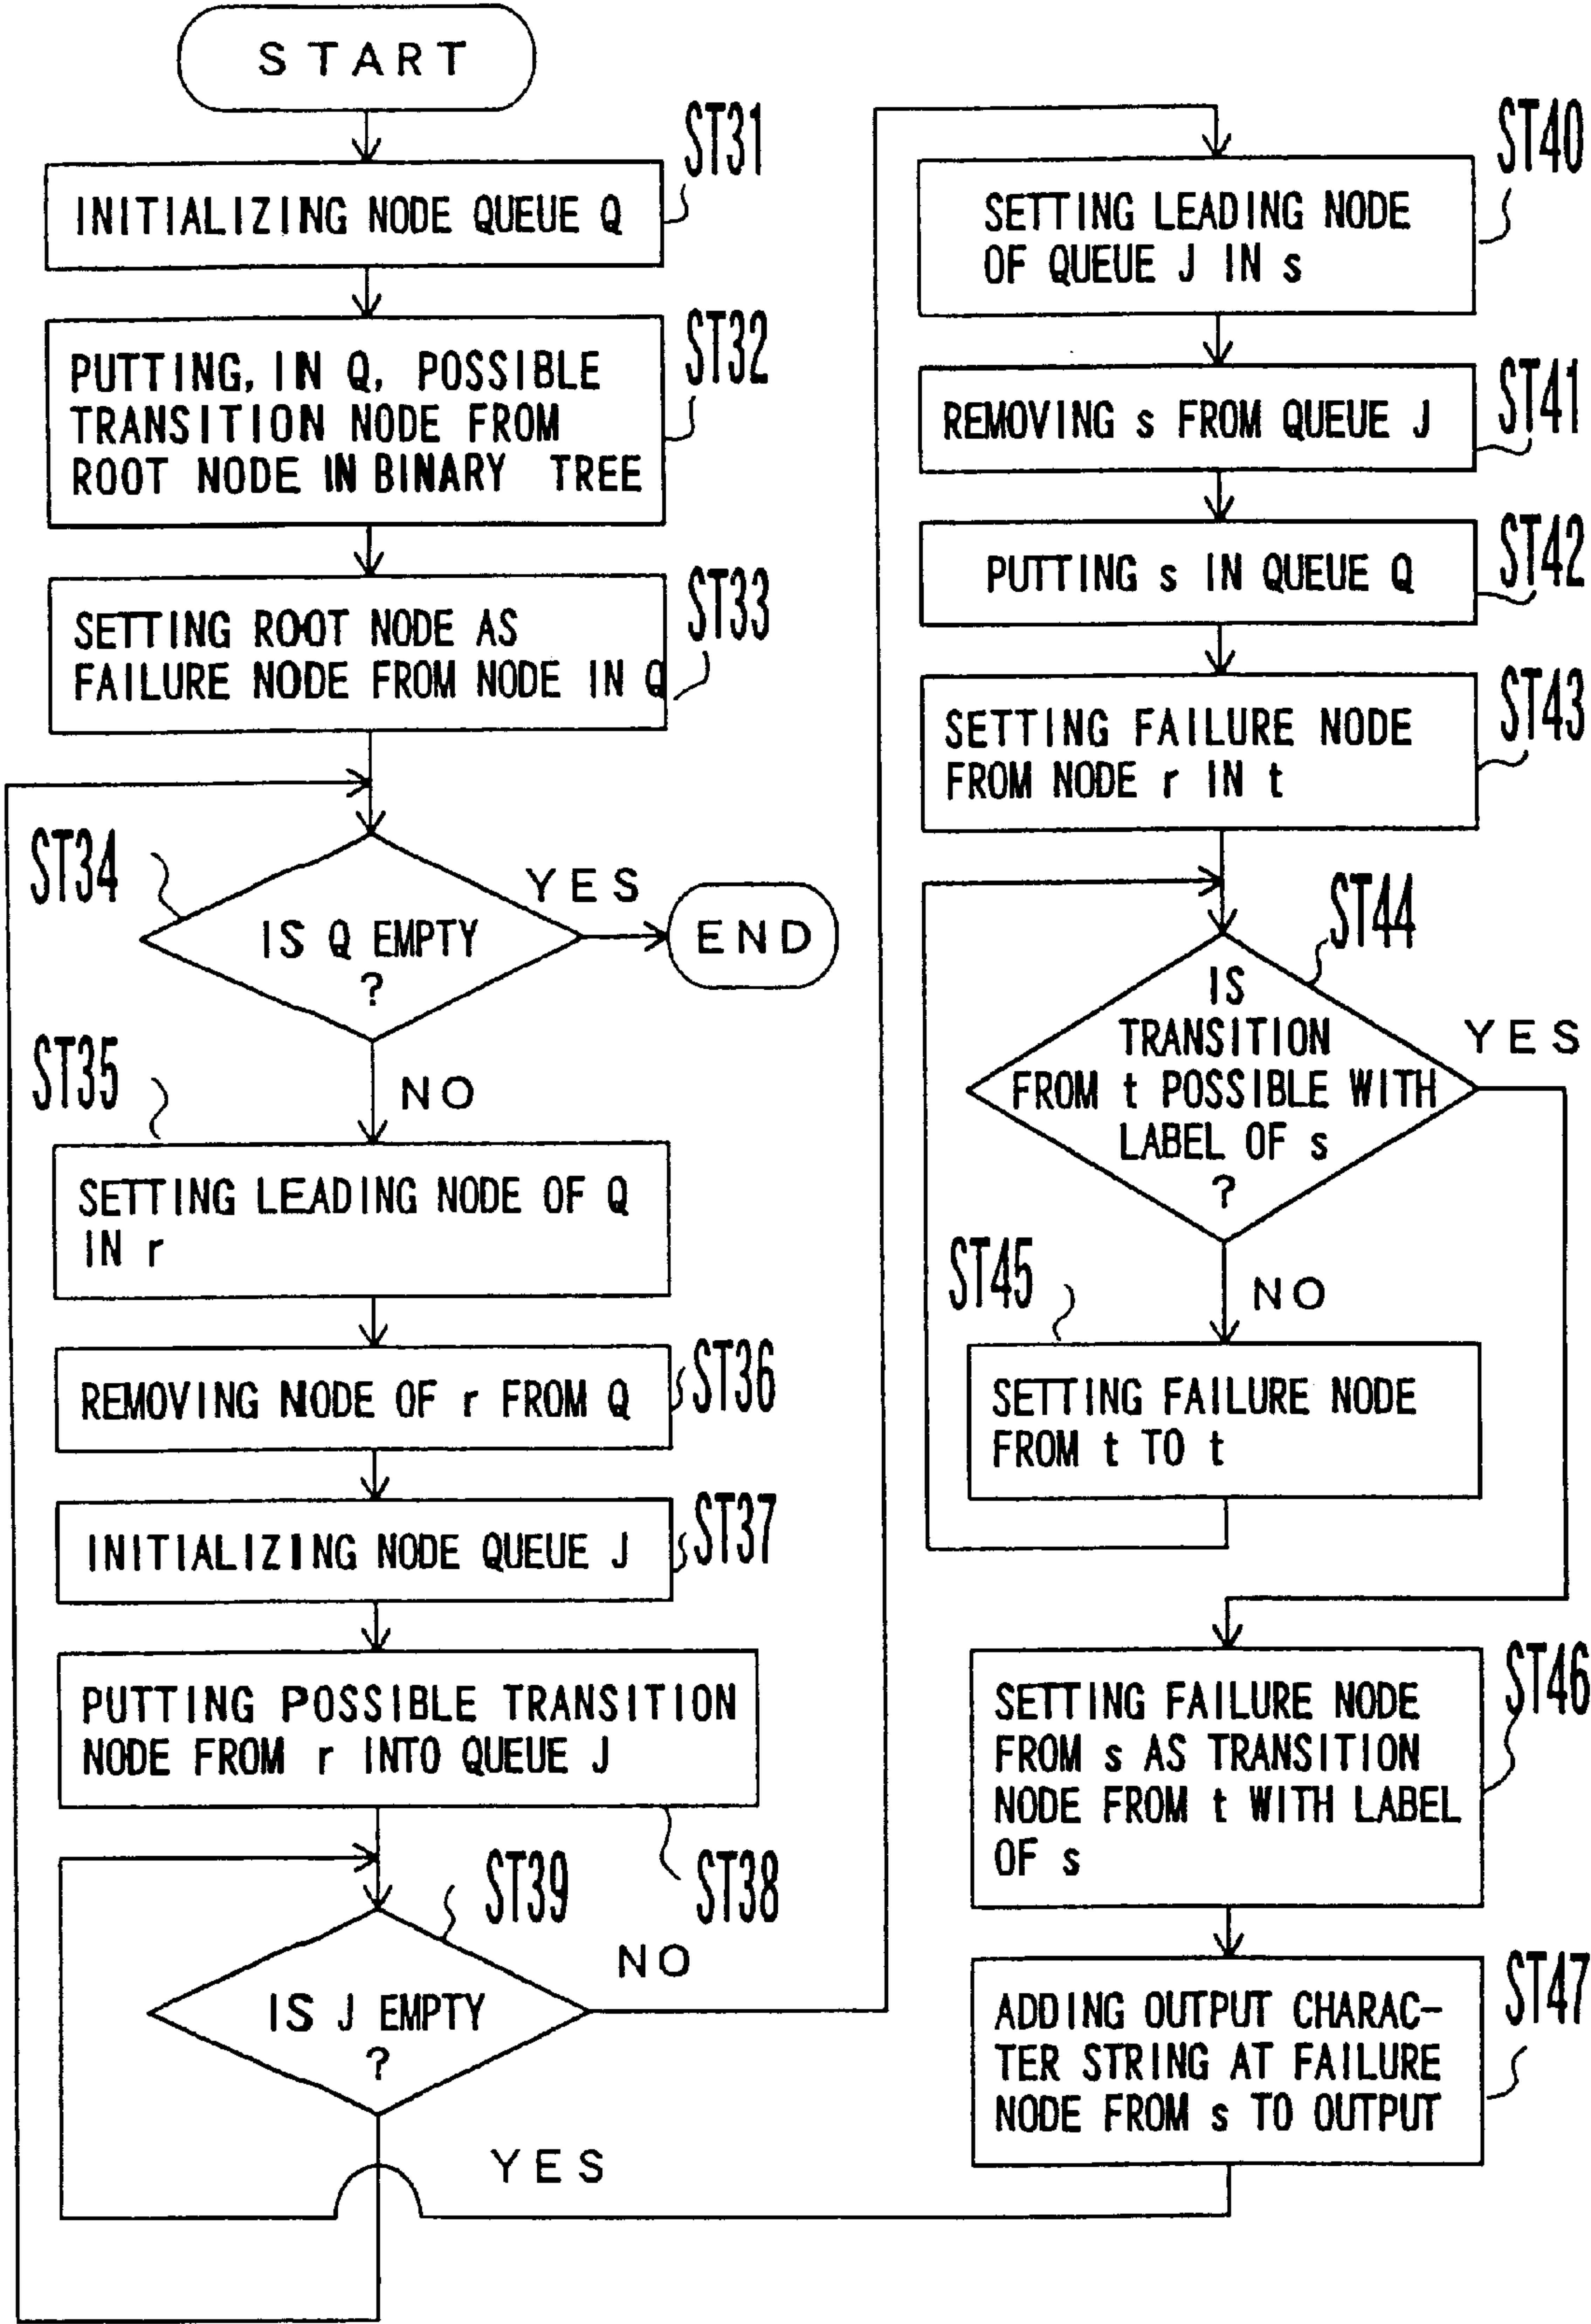 START
ST31
INITIALIZING NODE QUEUE Q
ST32
PUTTING, IN Q, POSSIBLE
TRANSITION NODE FROM
ROOT NODE IN BINARY TREE
ST33
SETTING ROOT NODE AS
FAILURE NODE FROM NODE IN Q
ST34
IS Q EMPTY
?
YES
END
NO
ST35
SETTING LEADING NODE OF Q
IN r
ST36
REMOVING NODE OF r FROM Q
ST37
INITIALIZING NODE QUEUE J
PUTTING POSSIBLE TRANSITION
NODE FROM r INTO QUEUE J
ST38
ST39
IS J EMPTY
?
NO
YES
ST40
SETTING LEADING NODE
OF QUEUE J IN s
ST41
REMOVING s FROM QUEUE J
ST42
PUTTING s IN QUEUE Q
ST43
SETTING FAILURE NODE
FROM NODE r IN t
ST44
IS
TRANSITION
FROM t POSSIBLE WITH
LABEL OF s
?
YES
NO
ST45
SETTING FAILURE NODE
FROM t TO t
ST46
SETTING FAILURE NODE
FROM s AS TRANSITION
NODE FROM t WITH LABEL
OF s
ST47
ADDING OUTPUT CHARAC-
TER STRING AT FAILURE
NODE FROM s TO OUTPUT